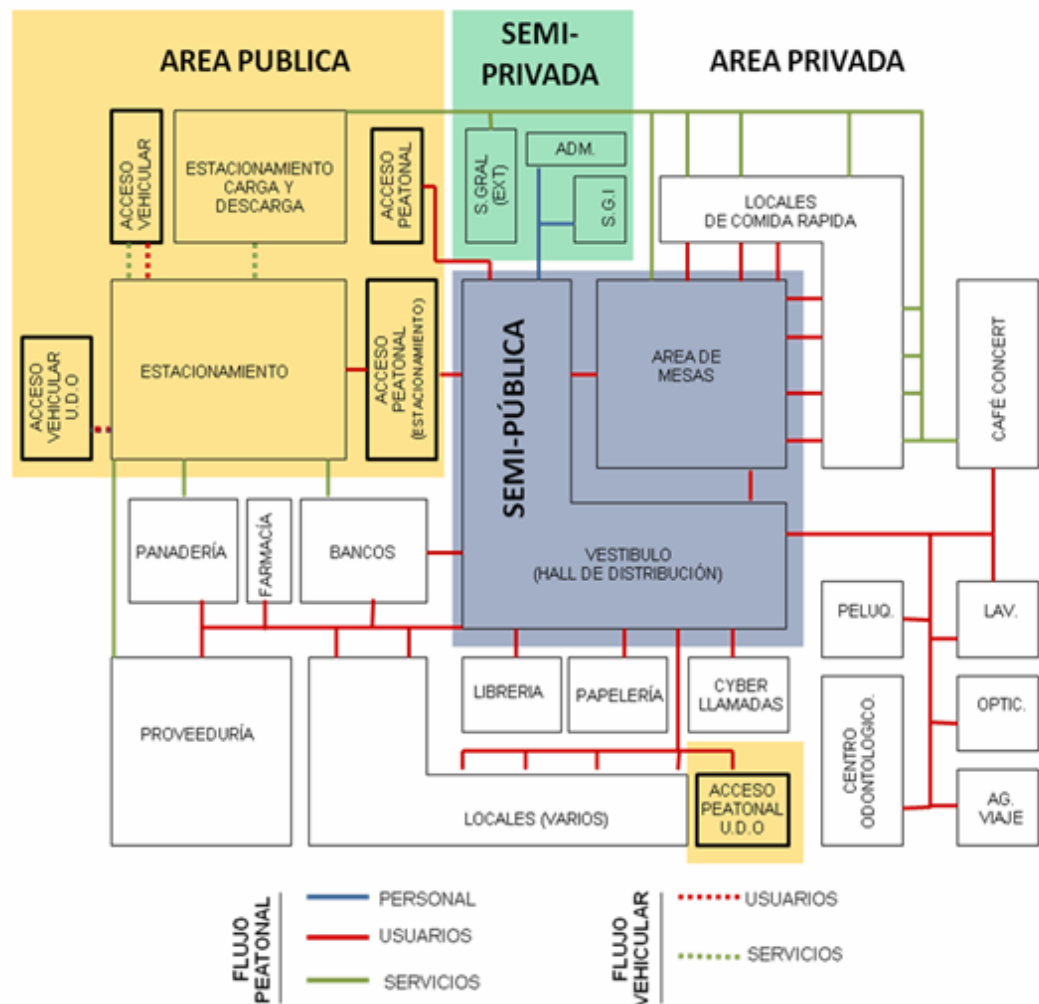 AREA PUBLICA
SEMI-
PRIVADA
AREA PRIVADA
ACCESO
VEHICULAR
ESTACIONAMIENTO
CARGA Y
DESCARGA
ACCESO
PEATONAL
S.GRAL
(EXT)
ADM.
S.G.I
LOCALES
DE COMIDA RAPIDA
ACCESO
VEHICULAR
U.D.O
ESTACIONAMIENTO
ACCESO
PEATONAL
(ESTACIONAMIENTO)
SEMI-PÚBLICA
AREA DE
MESAS
CAFÉ CONCERT
PANADERÍA
FARMACÍA
BANCOS
VESTIBULO
(HALL DE DISTRIBUCIÓN)
PELUQ.
LAV.
PROVEEDURÍA
LIBRERIA
PAPELERÍA
CYBER
LLAMADAS
CENTRO
ODONTOLOGICO.
OPTIC.
LOCALES (VARIOS)
ACCESO
PEATONAL
U.D.O
AG.
VIAJE
FLUJO
PEATONAL
PERSONAL
USUARIOS
SERVICIOS
FLUJO
VEHICULAR
USUARIOS
SERVICIOS